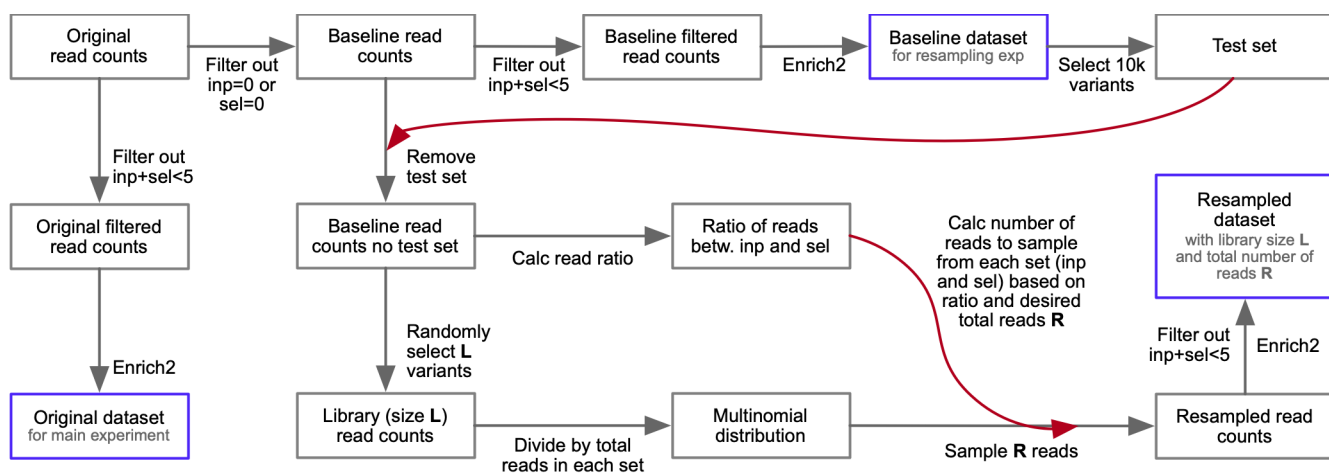 Original
read counts
Filter out
inp=0 or
sel=0
Baseline read
counts
Filter out
inp+sel<5
Baseline filtered
read counts
Enrich2
Baseline dataset
for resampling exp
Select 10k
variants
Test set
Filter out
inp+sel<5
Remove
test set
Original filtered
read counts
Baseline read
counts no test set
Calc read ratio
Ratio of reads
betw. inp and sel
Calc number of
reads to sample
from each set (inp
and sel) based on
ratio and desired
total reads R
Resampled
dataset
with library size L
and total number of
reads R
Enrich2
Randomly
select L
variants
Filter out
inp+sel<5
Enrich2
Original dataset
for main experiment
Library (size L)
read counts
Divide by total
reads in each set
Multinomial
distribution
Sample R reads
Resampled read
counts